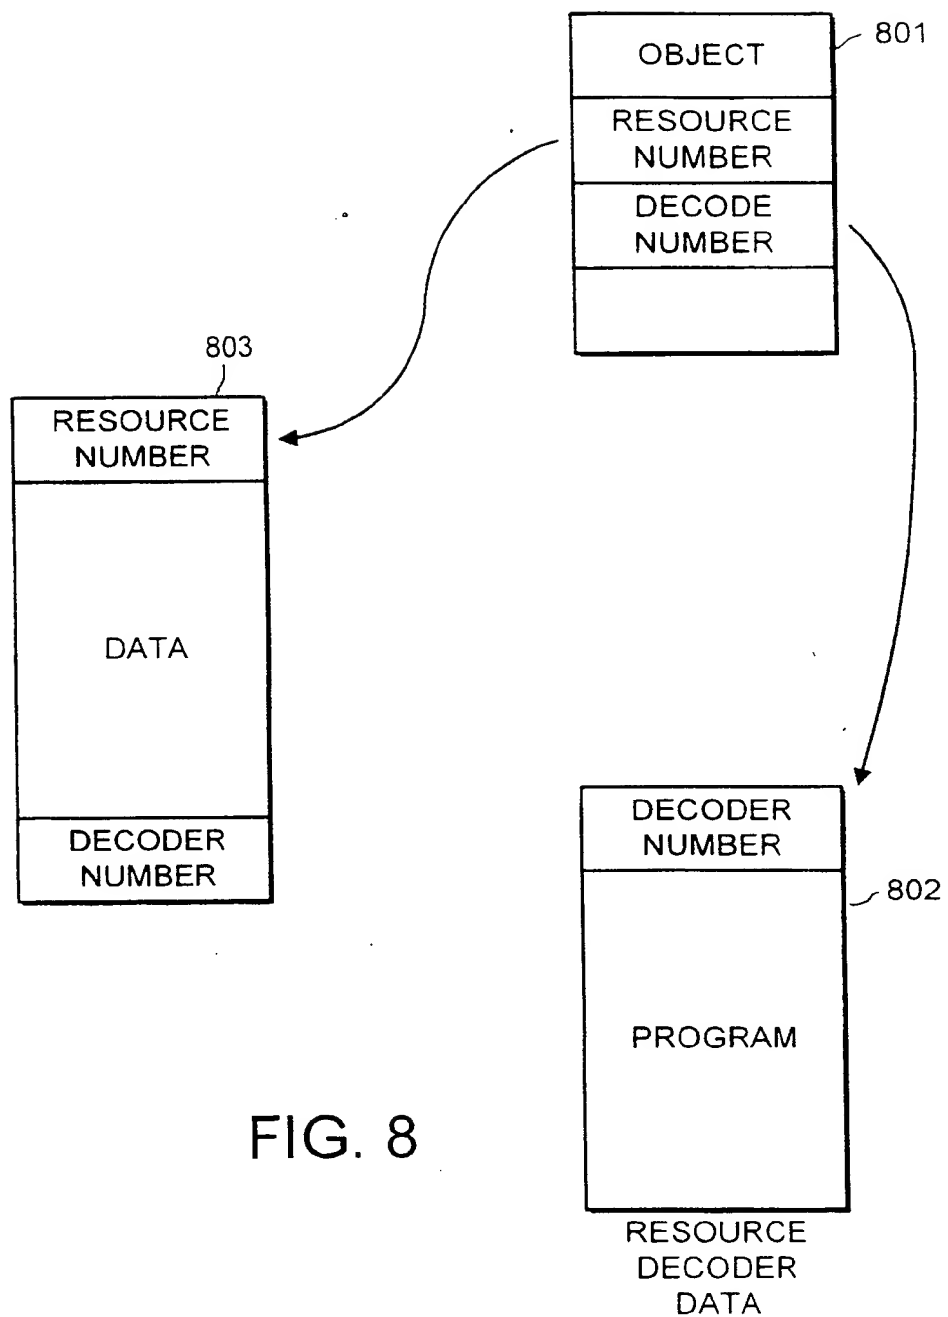 801
OBJECT
RESOURCE
NUMBER
DECODE
NUMBER
803
RESOURCE
NUMBER
DATA
DECODER
NUMBER
DECODER
NUMBER
802
PROGRAM
FIG. 8
RESOURCE
DECODER
DATA